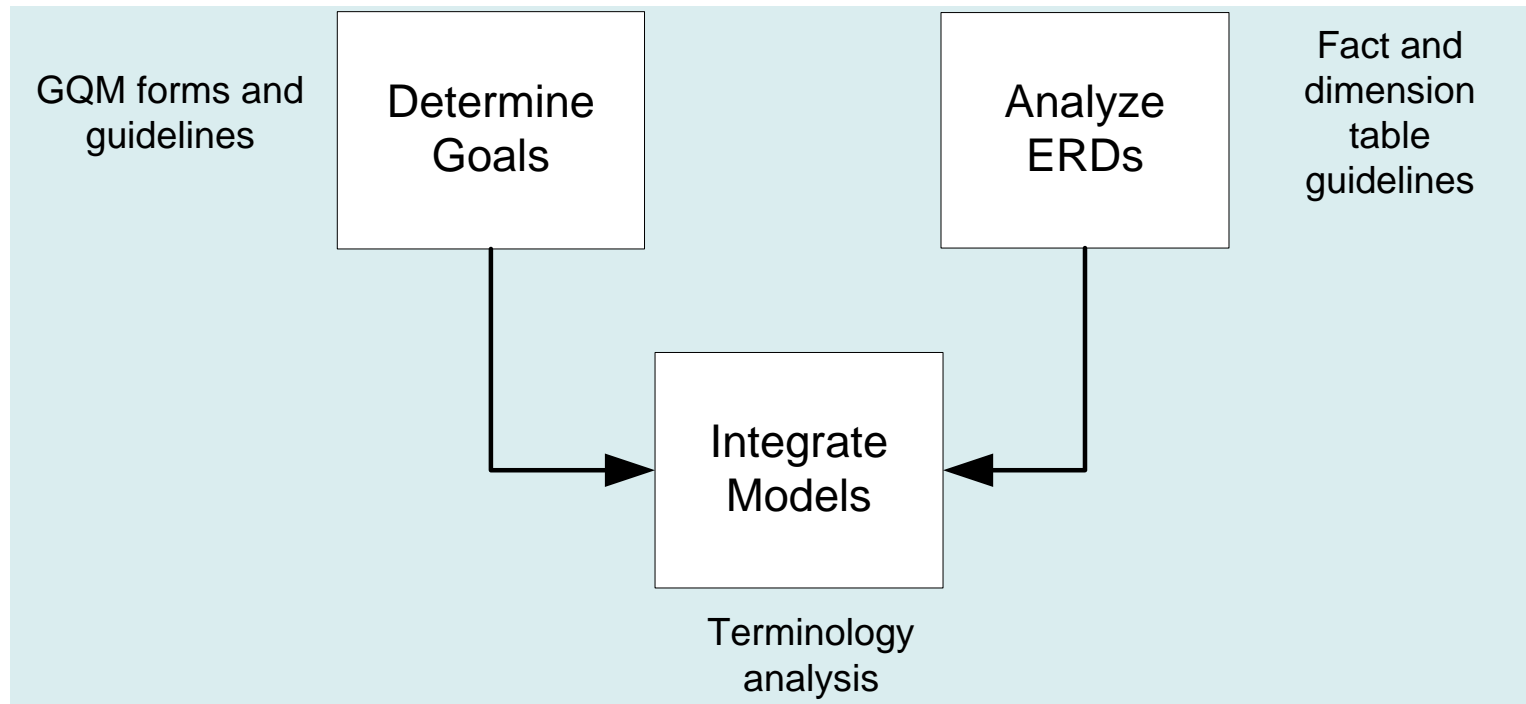 GQM forms and
guidelines
Determine
Goals
Analyze
ERDs
Fact and
dimension
table
guidelines
Integrate
Models
Terminology
analysis